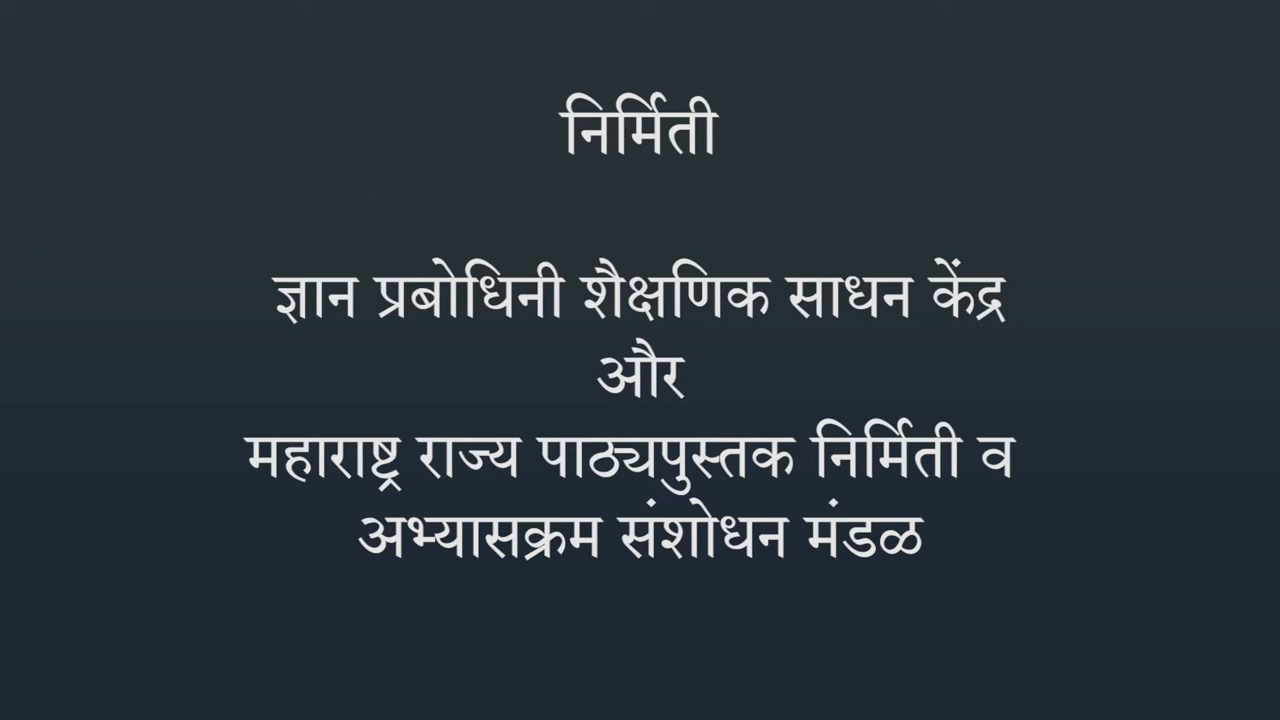 निर्मिती
ज्ञान प्रबोधिनी शैक्षणिक साधन केंद्र
और
महाराष्ट्र राज्य पाठ्यपुस्तक निर्मिती व
अभ्यासक्रम संशोधन मंडळ